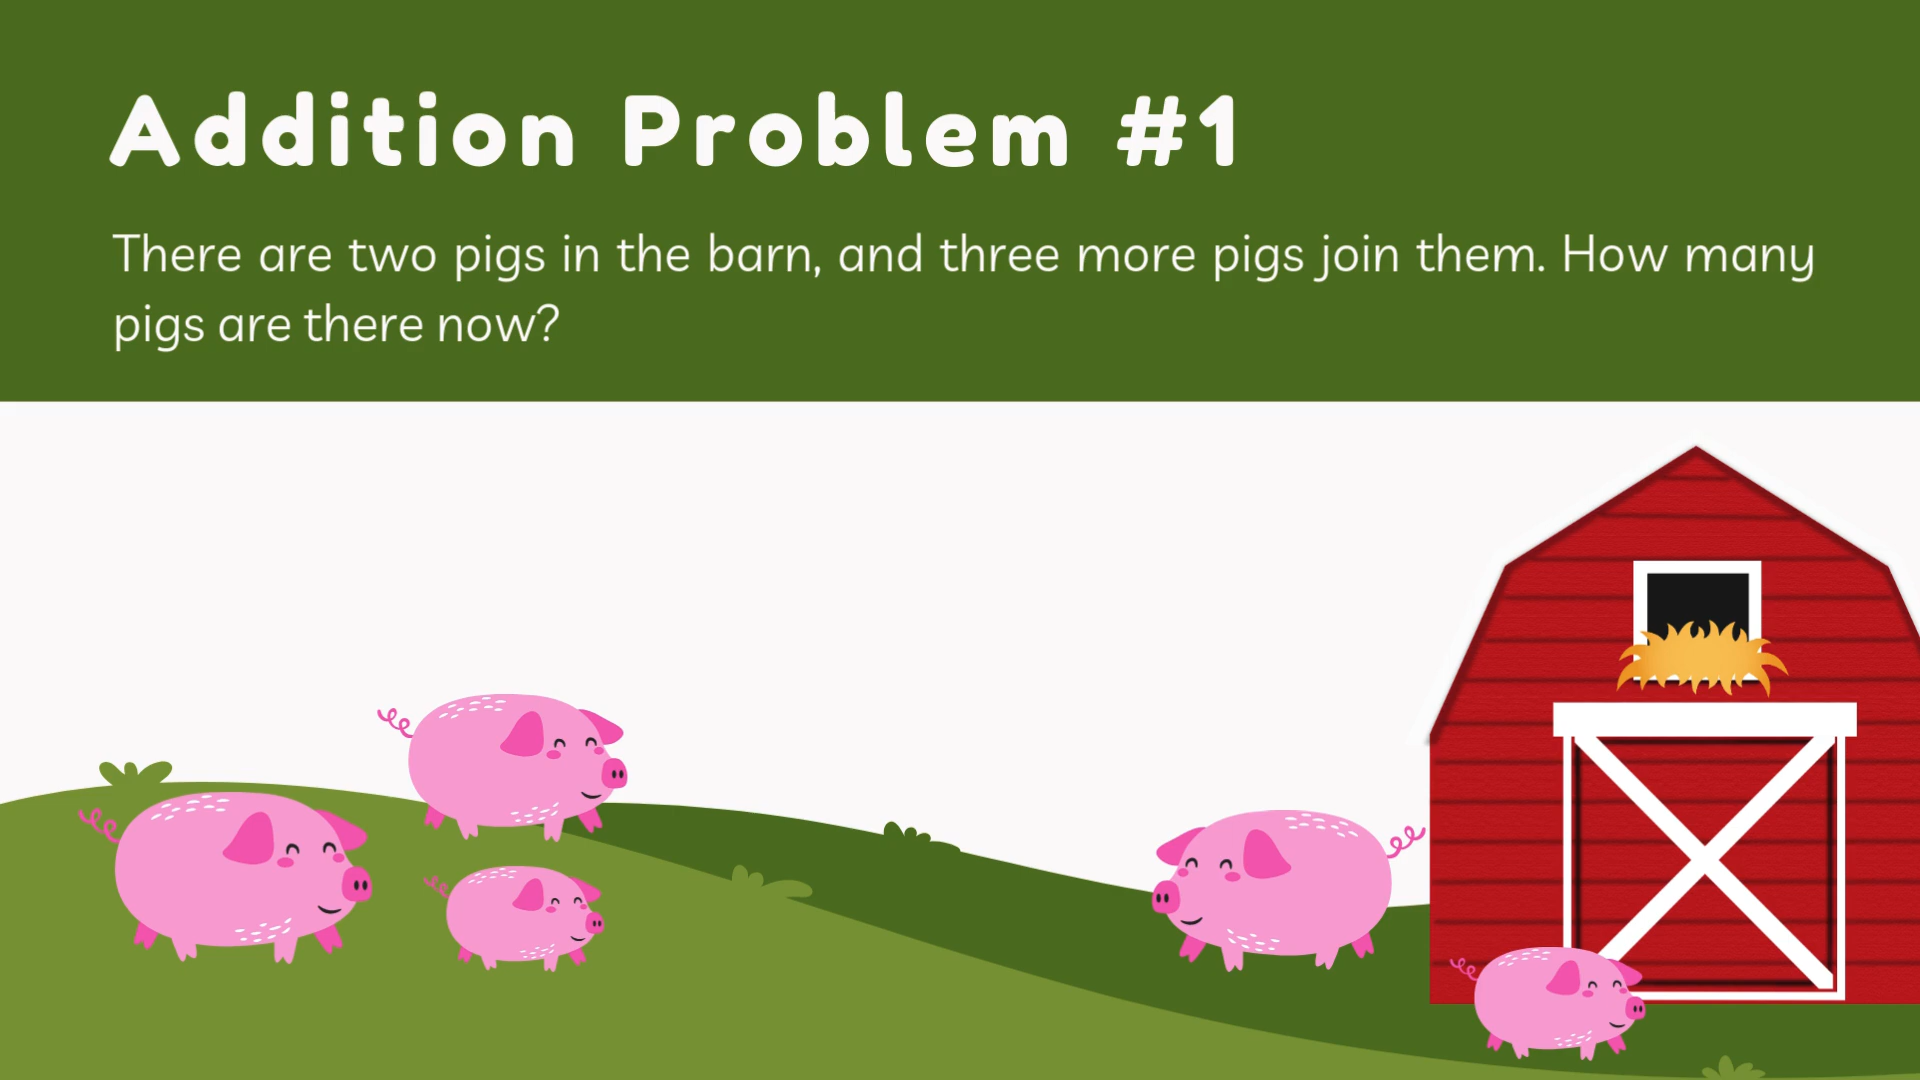 Addition Problem #1
There are two pigs in the barn, and three more pigs join them. How many
pigs are there now?